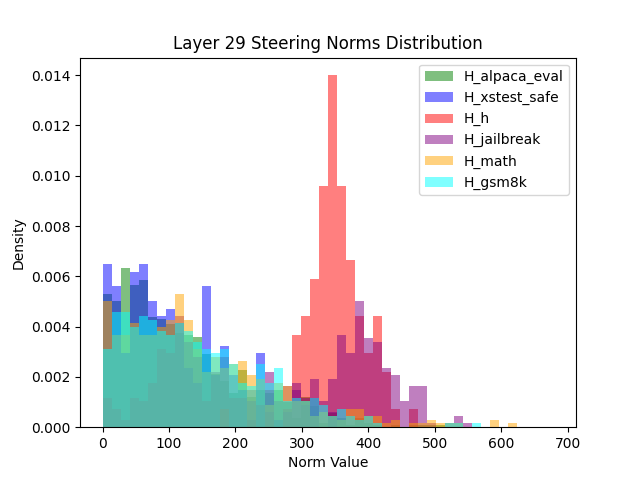 Layer 29 Steering Norms Distribution
Density
0.014
0.012
0.010
0.008
0.006
0.004
0.002
0.000
H_alpaca_eval
H_xstest_safe
H_h
H_jailbreak
H_math
H_gsm8k
0 100 200 300 400 500 600 700
Norm Value